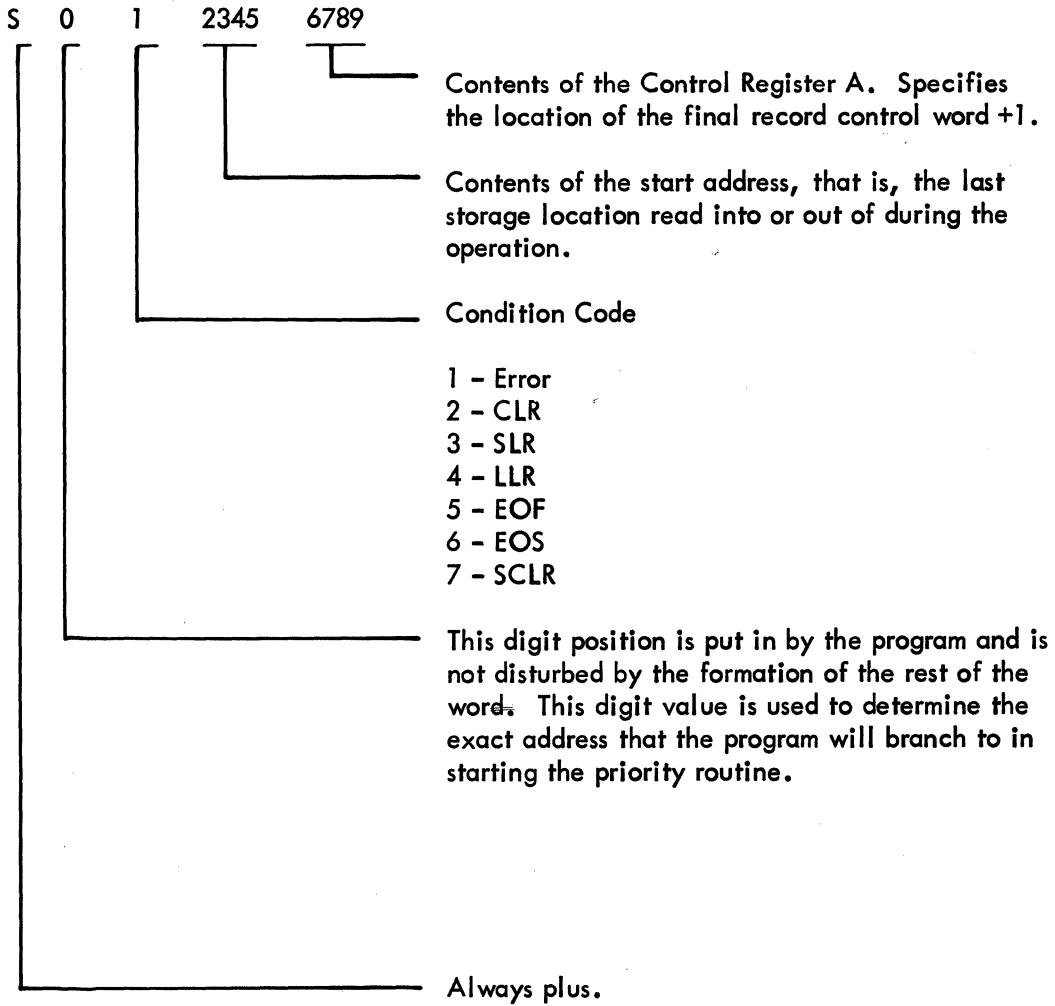 S 0 1 2345 6789
Contents of the Control Register A. Specifies
the location of the final record control word +1.
Contents of the start address, that is, the last
storage location read into or out of during the
operation.
Condition Code
1 - Error
2 - CLR
3 - SLR
4 - LLR
5 - EOF
6 - EOS
7 - SCLR
This digit position is put in by the program and is
not disturbed by the formation of the rest of the
word. This digit value is used to determine the
exact address that the program will branch to in
starting the priority routine.
Always plus.